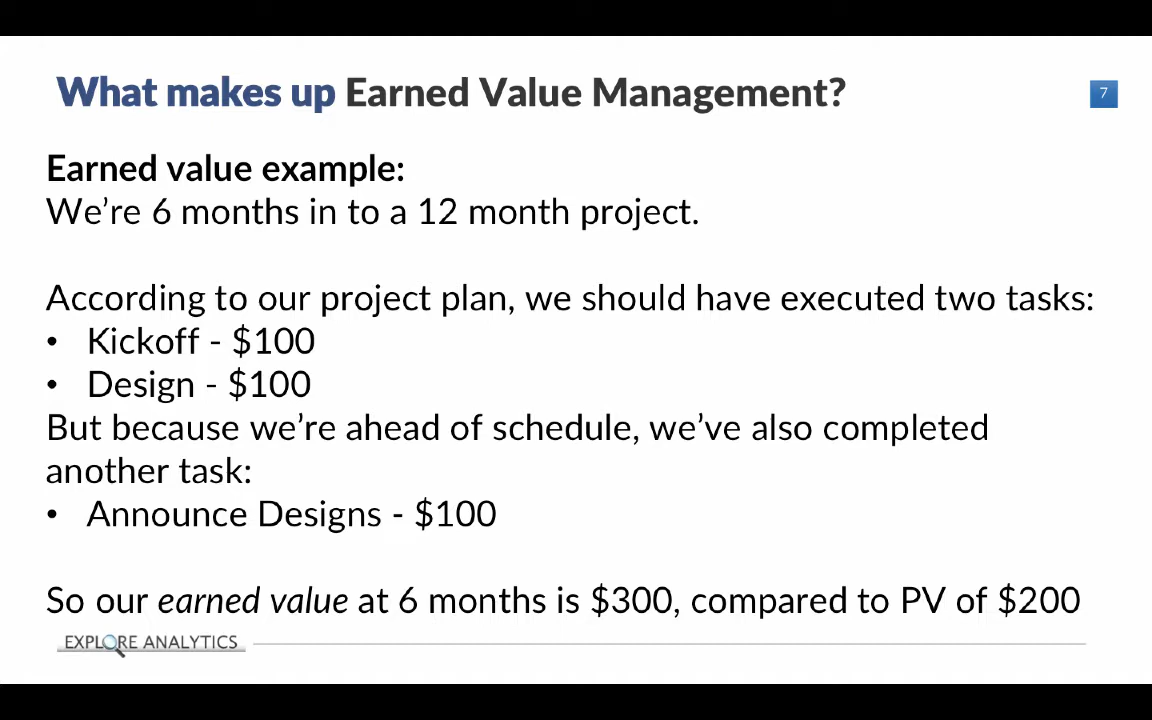 What makes up Earned Value Management?
7
Earned value example:
We're 6 months in to a 12 month project.
According to our project plan, we should have executed two tasks:
• Kickoff - $100
• Design - $100
But because we're ahead of schedule, we've also completed
another task:
• Announce Designs - $100
So our earned value at 6 months is $300, compared to PV of $200
EXPLORE ANALYTICS